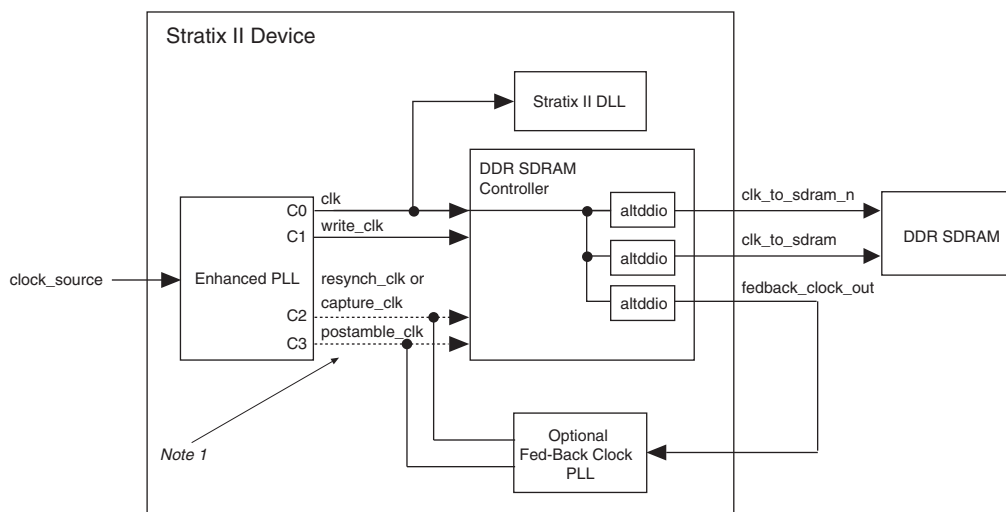 Stratix II Device
Stratix II DLL
DDR SDRAM
Controller
clk
C0
write_clk
C1
altddio
clk_to_sdram_n
altddio
clk_to_sdram
DDR SDRAM
clock_source
Enhanced PLL
resynch_clk or
capture_clk
C2
postamble_clk
C3
altddio
fedback_clock_out
Note 1
Optional
Fed-Back Clock
PLL